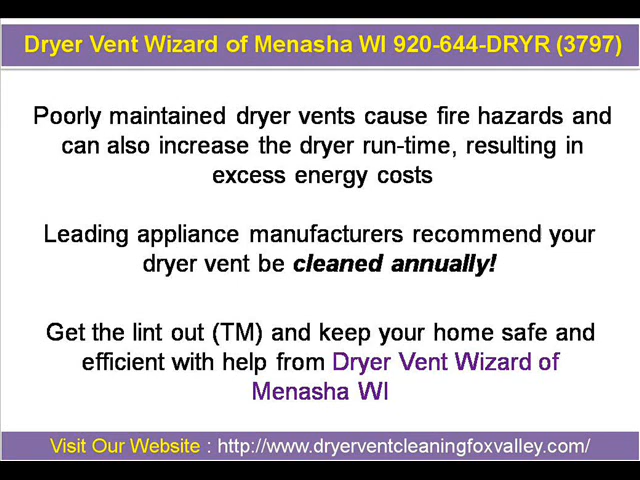 Dryer Vent Wizard of Menasha WI 920-644-DRYR (3797)
Poorly maintained dryer vents cause fire hazards and
can also increase the dryer run-time, resulting in
excess energy costs
Leading appliance manufacturers recommend your
dryer vent be cleaned annually!
Get the lint out (TM) and keep your home safe and
efficient with help from Dryer Vent Wizard of
Menasha WI
Visit Our Website : http://www.dryerventcleaningfoxvalley.com/